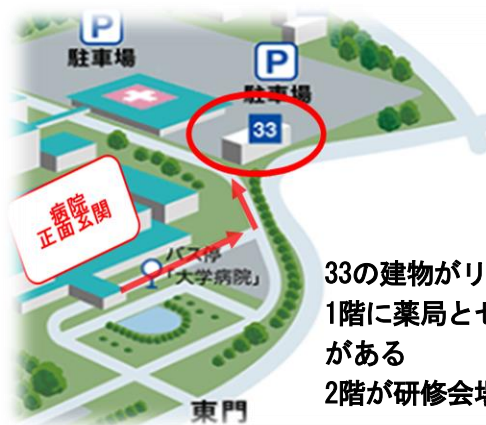 P
駐車場
P
駐車場
33
病院
正面玄関
バス停
「大学病院」
33の建物がリ
1階に薬局とセ
がある
2階が研修会場
東門